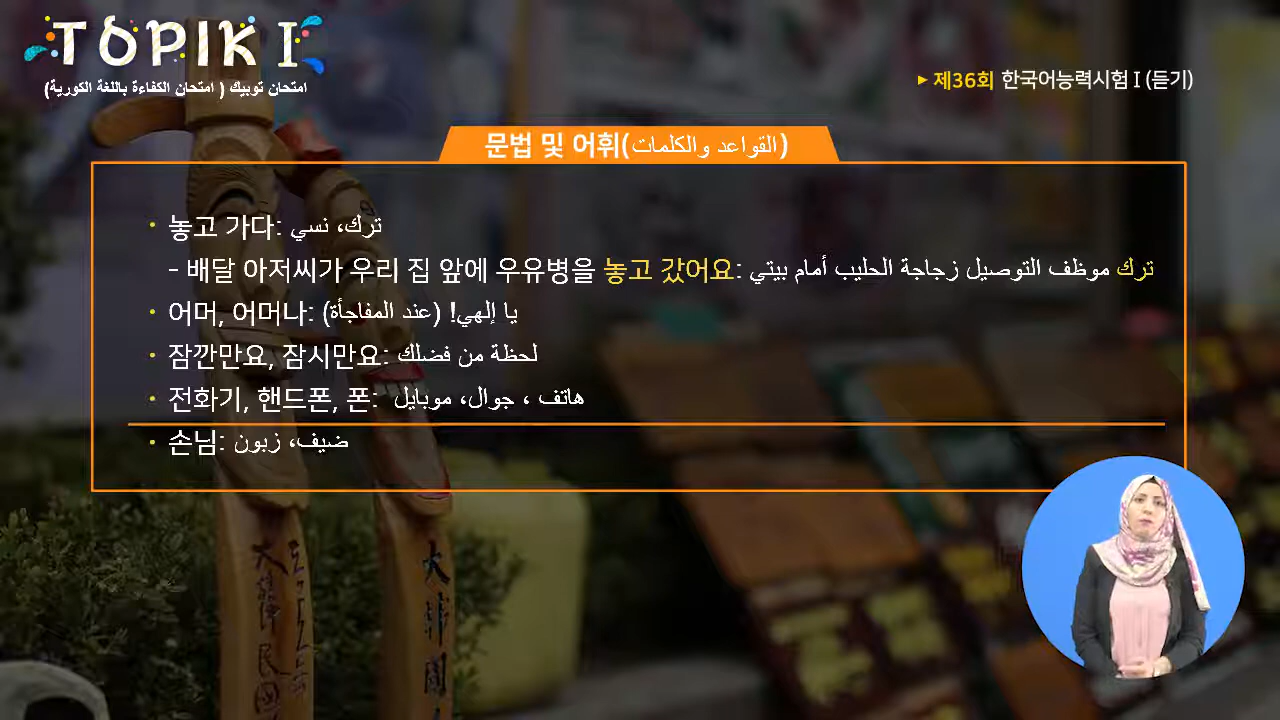 TOPIK I
امتحان توبيك ( امتحان الكفاءة باللغة الكورية)
▸ 제36회 한국어능력시험 I (듣기)
문법 및 어휘(القواعد والكلمات)
• 놓고 가다: ترك، نسي
- 배달 아저씨가 우리 집 앞에 우유병을 놓고 갔어요: ترك موظف التوصيل زجاجة الحليب أمام بيتي
• 어머, 어머나: يا إلهي! (عند المفاجأة)
• 잠깐만요, 잠시만요: لحظة من فضلك
• 전화기, 핸드폰, 폰: هاتف ، جوال، موبايل
• 손님: ضيف، زبون